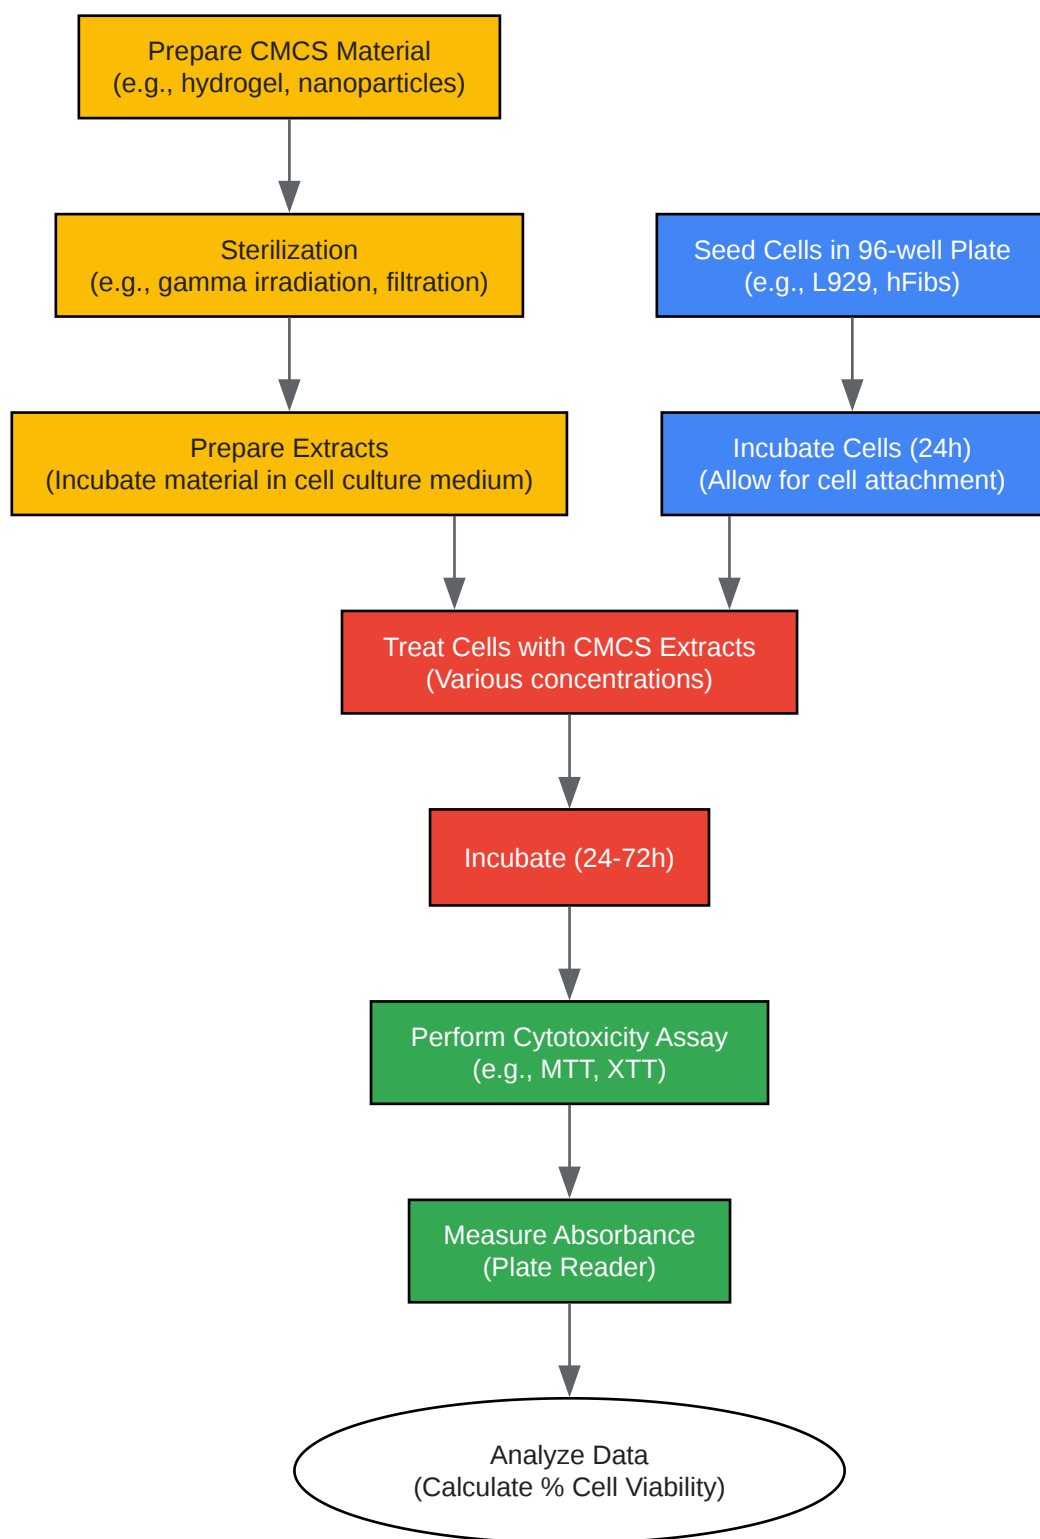 Prepare CMCS Material
(e.g., hydrogel, nanoparticles)
Sterilization
(e.g., gamma irradiation, filtration)
Seed Cells in 96-well Plate
(e.g., L929, hFibs)
Prepare Extracts
(Incubate material in cell culture medium)
Incubate Cells (24h)
(Allow for cell attachment)
Treat Cells with CMCS Extracts
(Various concentrations)
Incubate (24-72h)
Perform Cytotoxicity Assay
(e.g., MTT, XTT)
Measure Absorbance
(Plate Reader)
Analyze Data
(Calculate % Cell Viability)